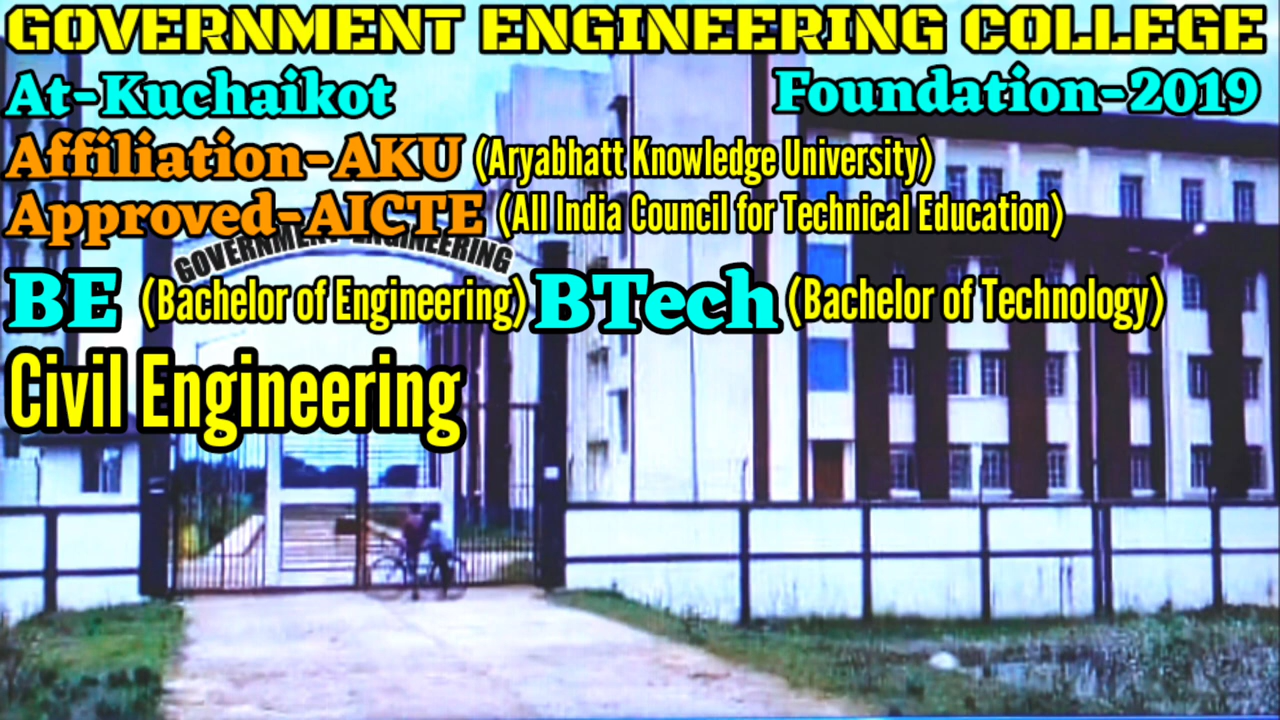 GOVERNMENT ENGINEERING COLLEGE
At-Kuchaikot Foundation-2019
Affiliation-AKU (Aryabhatt Knowledge University)
Approved-AICTE (All India Council for Technical Education)
GOVERNMENT ENGINEERING
BE (Bachelor of Engineering) BTech (Bachelor of Technology)
Civil Engineering